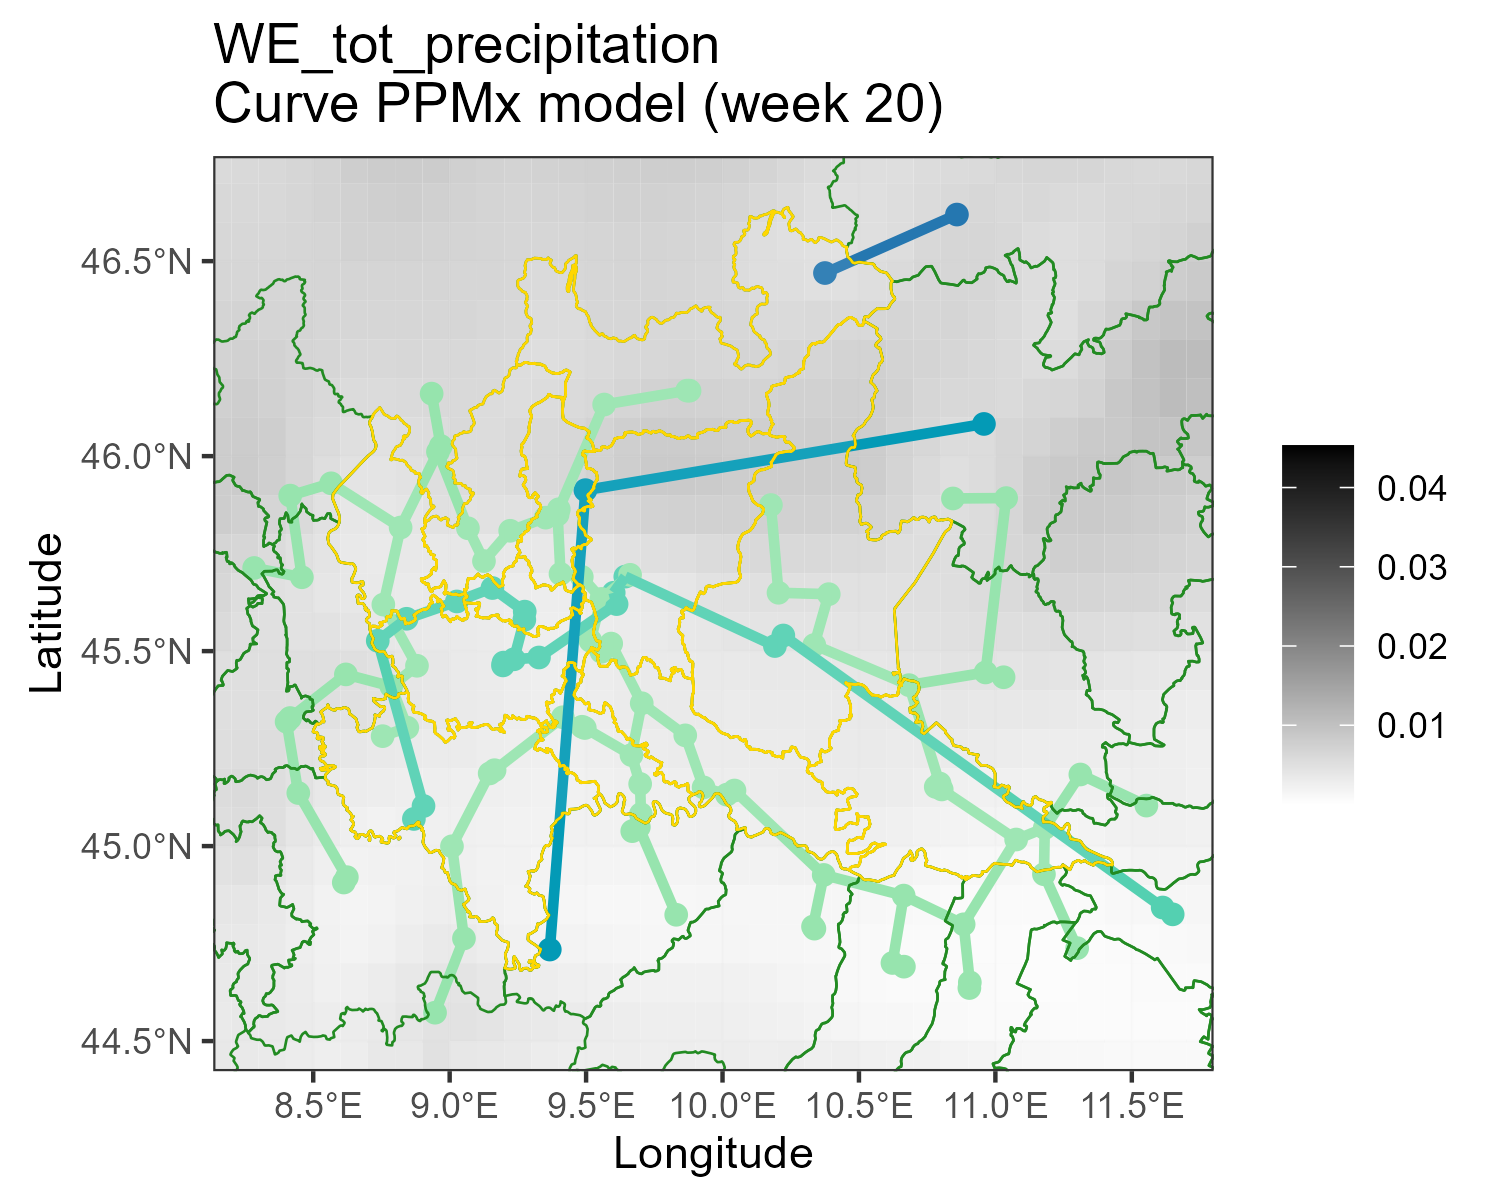 WE_tot_precipitation
Curve PPMx model (week 20)
46.5°N
46.0°N
45.5°N
45.0°N
44.5°N
Latitude
8.5°E 9.0°E 9.5°E 10.0°E 10.5°E 11.0°E 11.5°E
Longitude
0.04
0.03
0.02
0.01